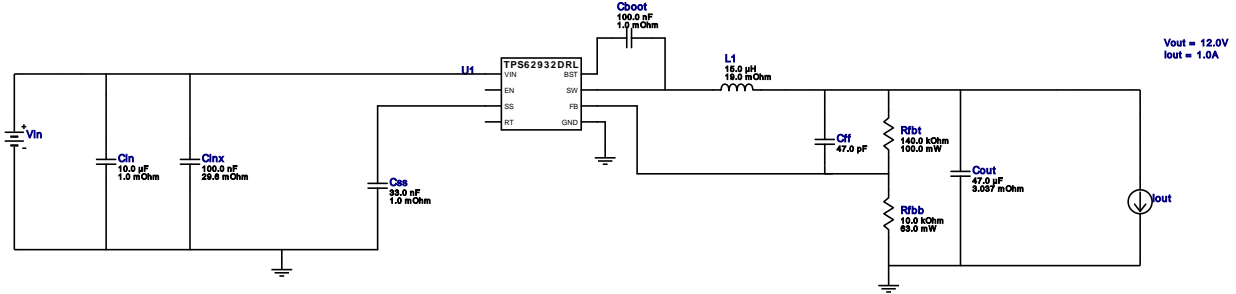 Cboot
100.0 nF
1.0 mOhm
Vout = 12.0V
Iout = 1.0A
U1
TPS62932DRL
VIN
BST
EN
SW
SS
FB
RT
GND
L1
15.0 µH
19.0 mOhm
Vin
+
-
Cin
10.0 µF
1.0 mOhm
Cinx
100.0 nF
29.6 mOhm
Css
33.0 nF
1.0 mOhm
Cff
47.0 pF
Rfbt
140.0 kOhm
100.0 mW
Rfbb
10.0 kOhm
63.0 mW
Cout
47.0 µF
3.037 mOhm
Iout